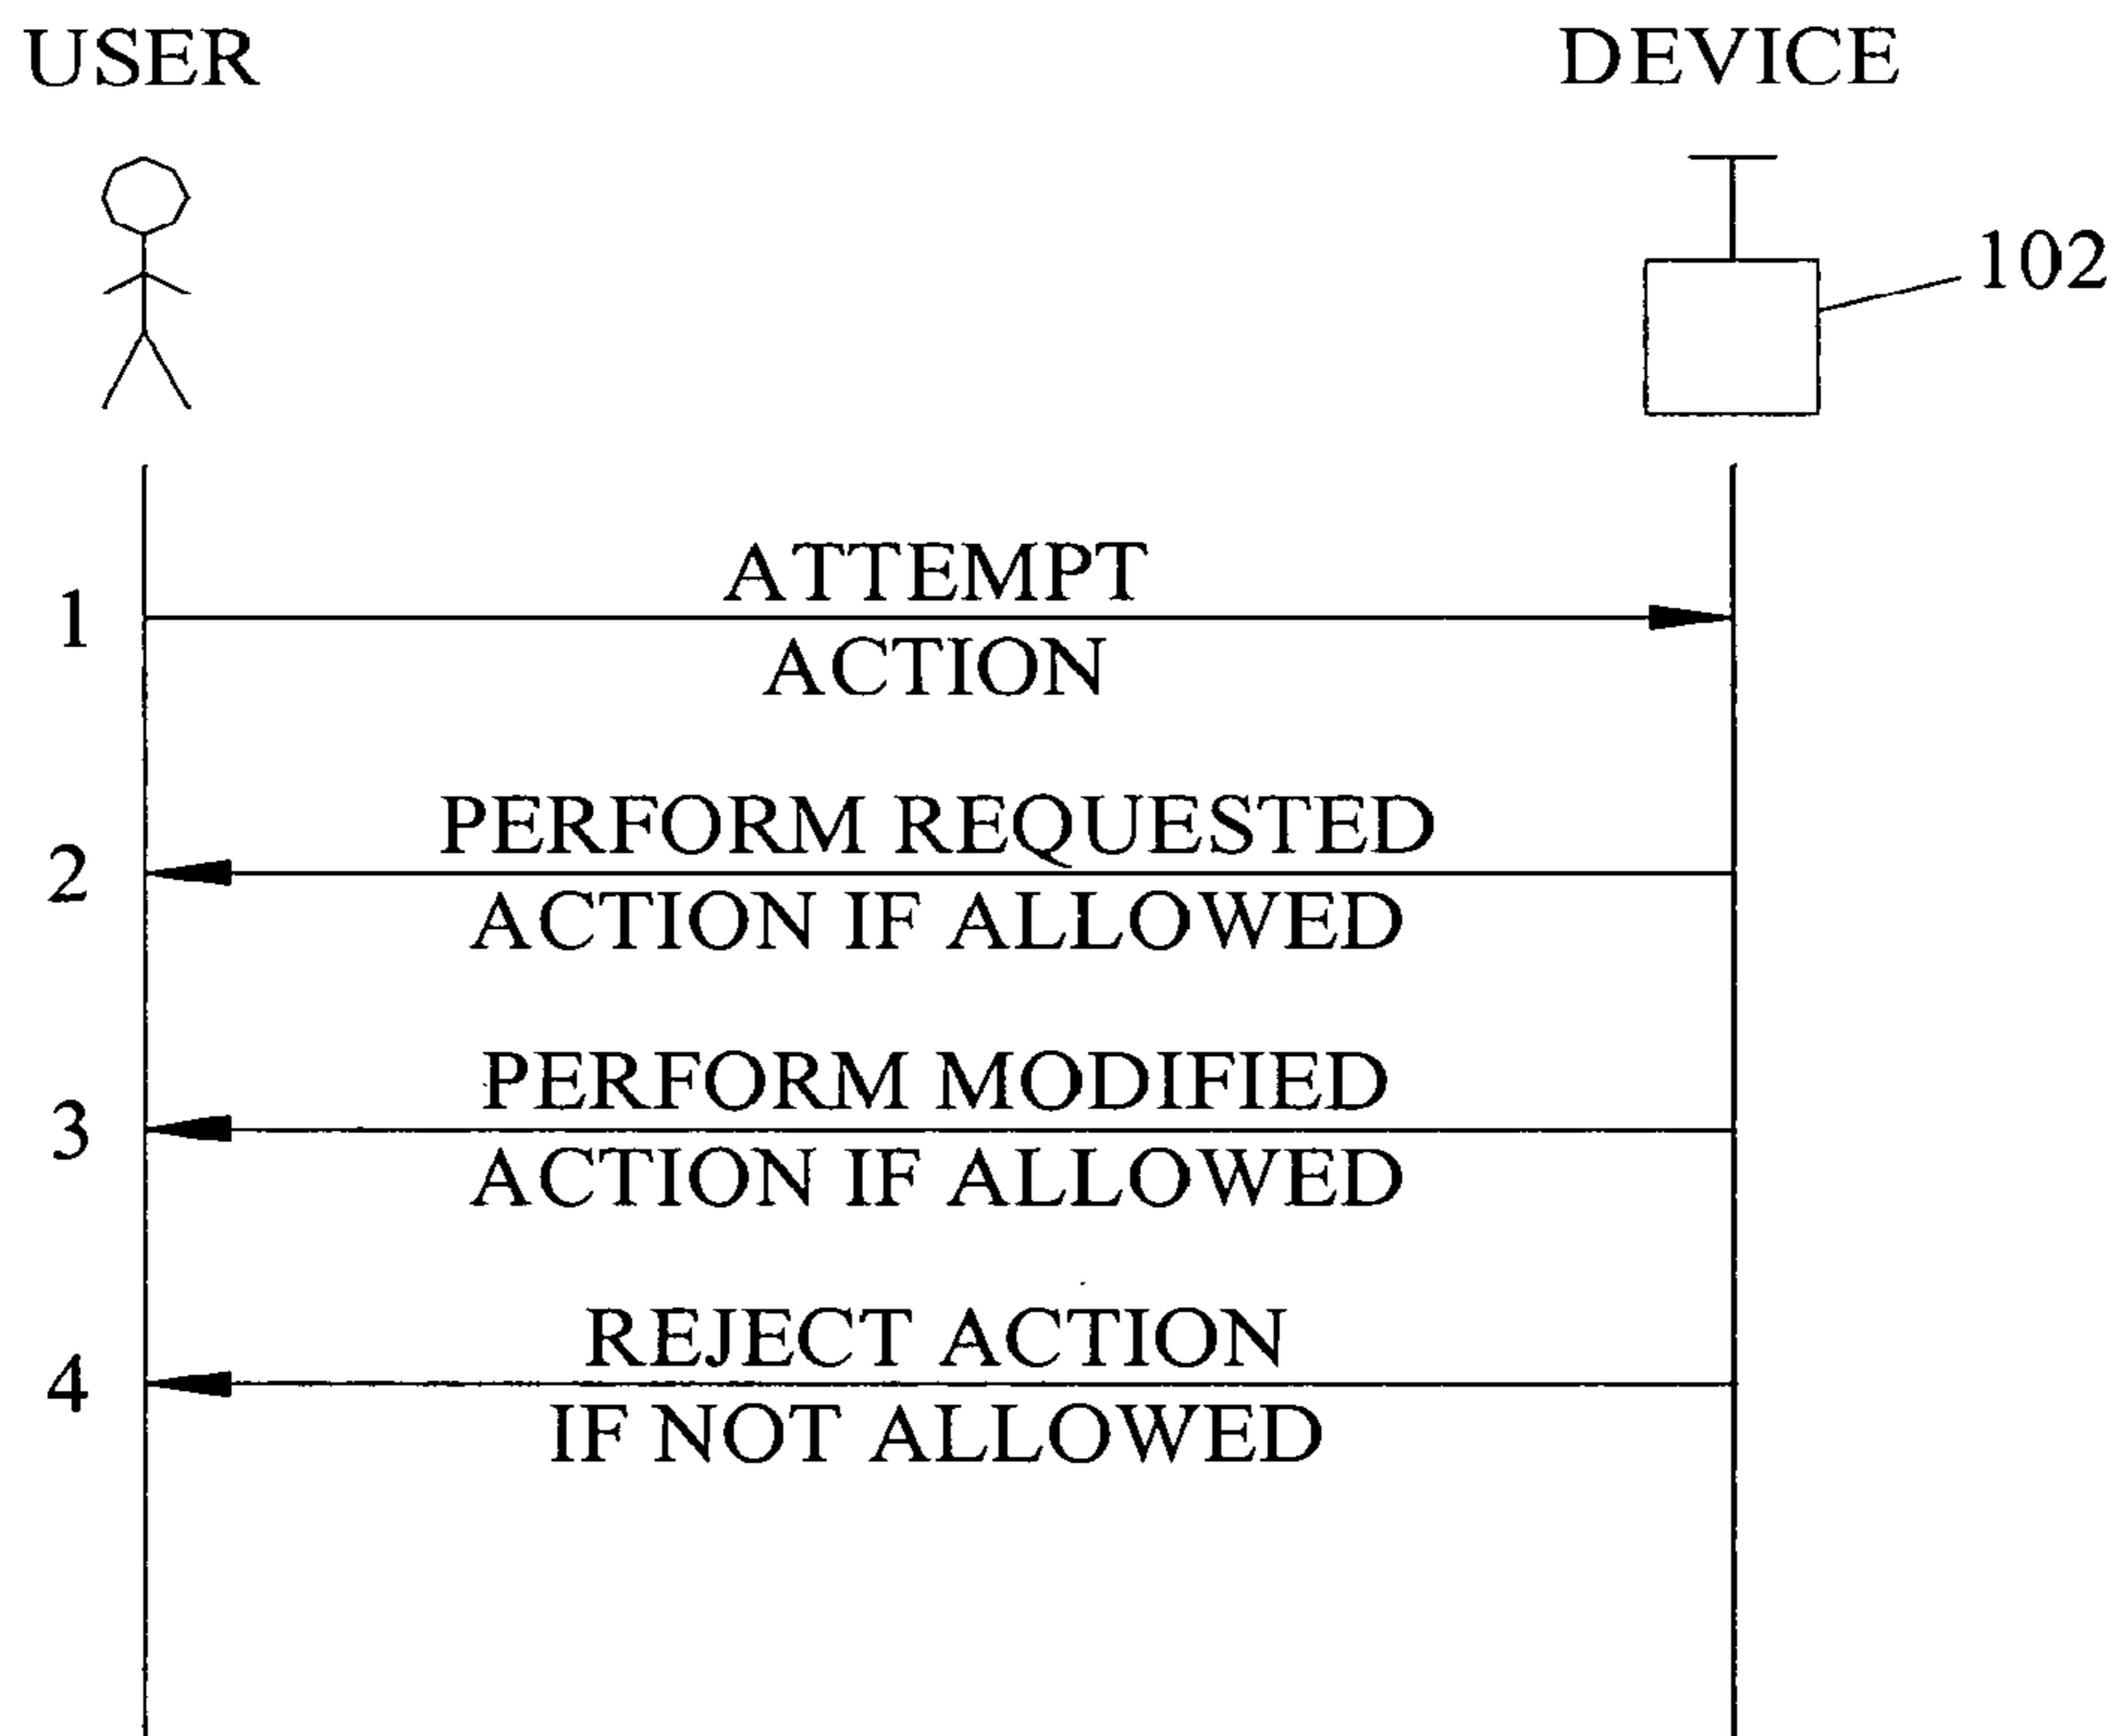 USER
DEVICE
102
ATTEMPT
1
ACTION
PERFORM REQUESTED
2
ACTION IF ALLOWED
PERFORM MODIFIED
3
ACTION IF ALLOWED
REJECT ACTION
4
IF NOT ALLOWED